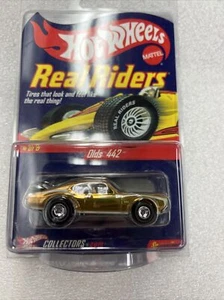 Hot Wheels
MATTEL
Real Riders
Tires that look and feel like
the real thing!
REAL RIDERS
Olds 442
COLLECTORS